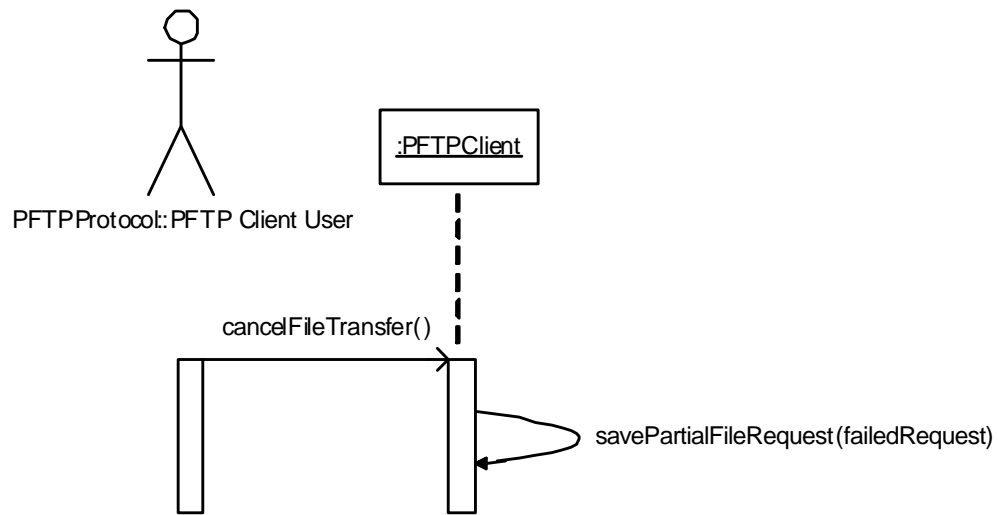 :PFTPClient
PFTPProtocol::PFTP Client User
cancelFileTransfer()
savePartialFileRequest(failedRequest)